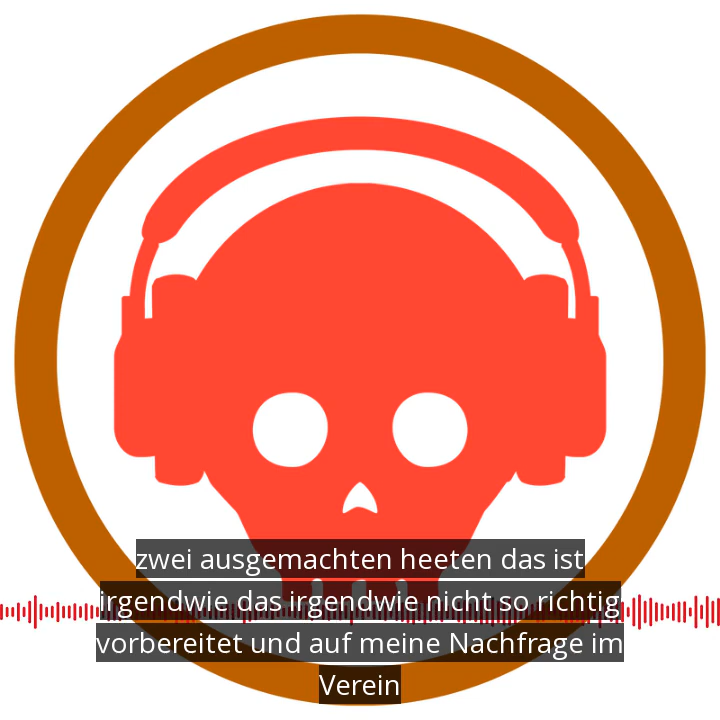 zwei ausgemachten heeten das ist
irgendwie das irgendwie nicht so richtig
vorbereitet und auf meine Nachfrage im
Verein